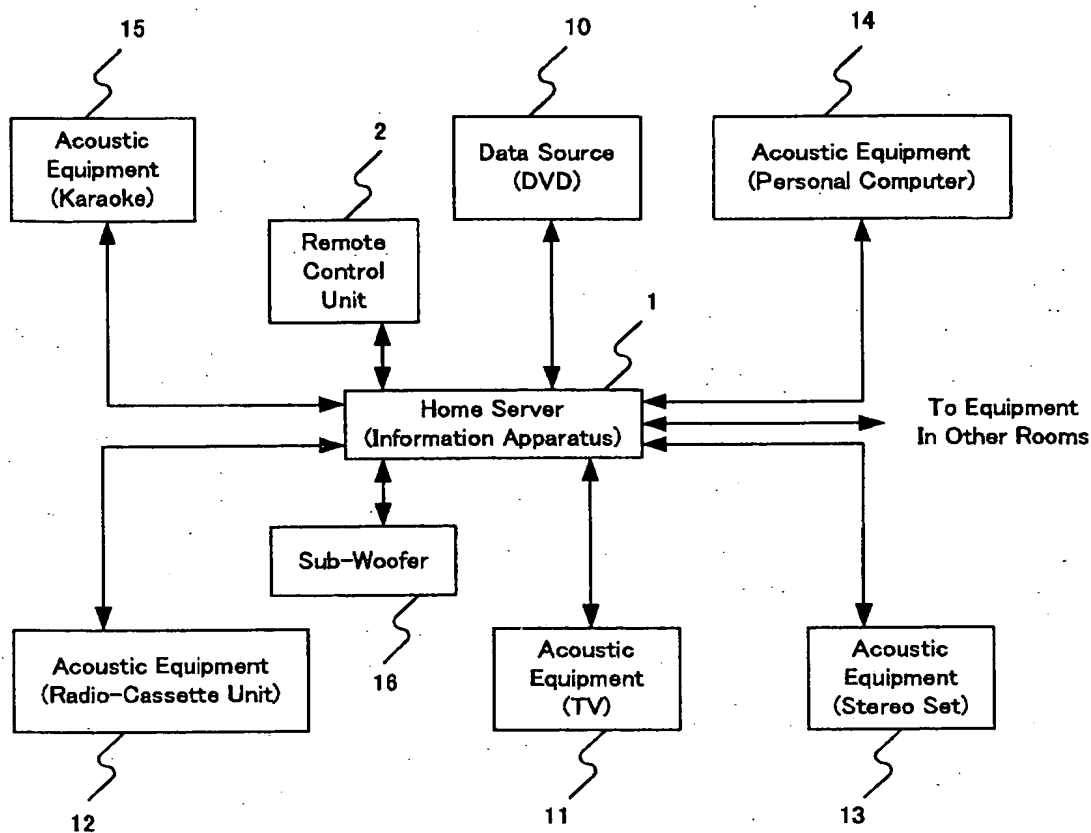 15
10
14
2
Acoustic
Equipment
(Karaoke)
Data Source
(DVD)
Acoustic Equipment
(Personal Computer)
Remote
Control
Unit
1
Home Server
(Information Apparatus)
To Equipment
In Other Rooms
Sub-Woofer
16
Acoustic Equipment
(Radio-Cassette Unit)
Acoustic
Equipment
(TV)
Acoustic
Equipment
(Stereo Set)
12
11
13